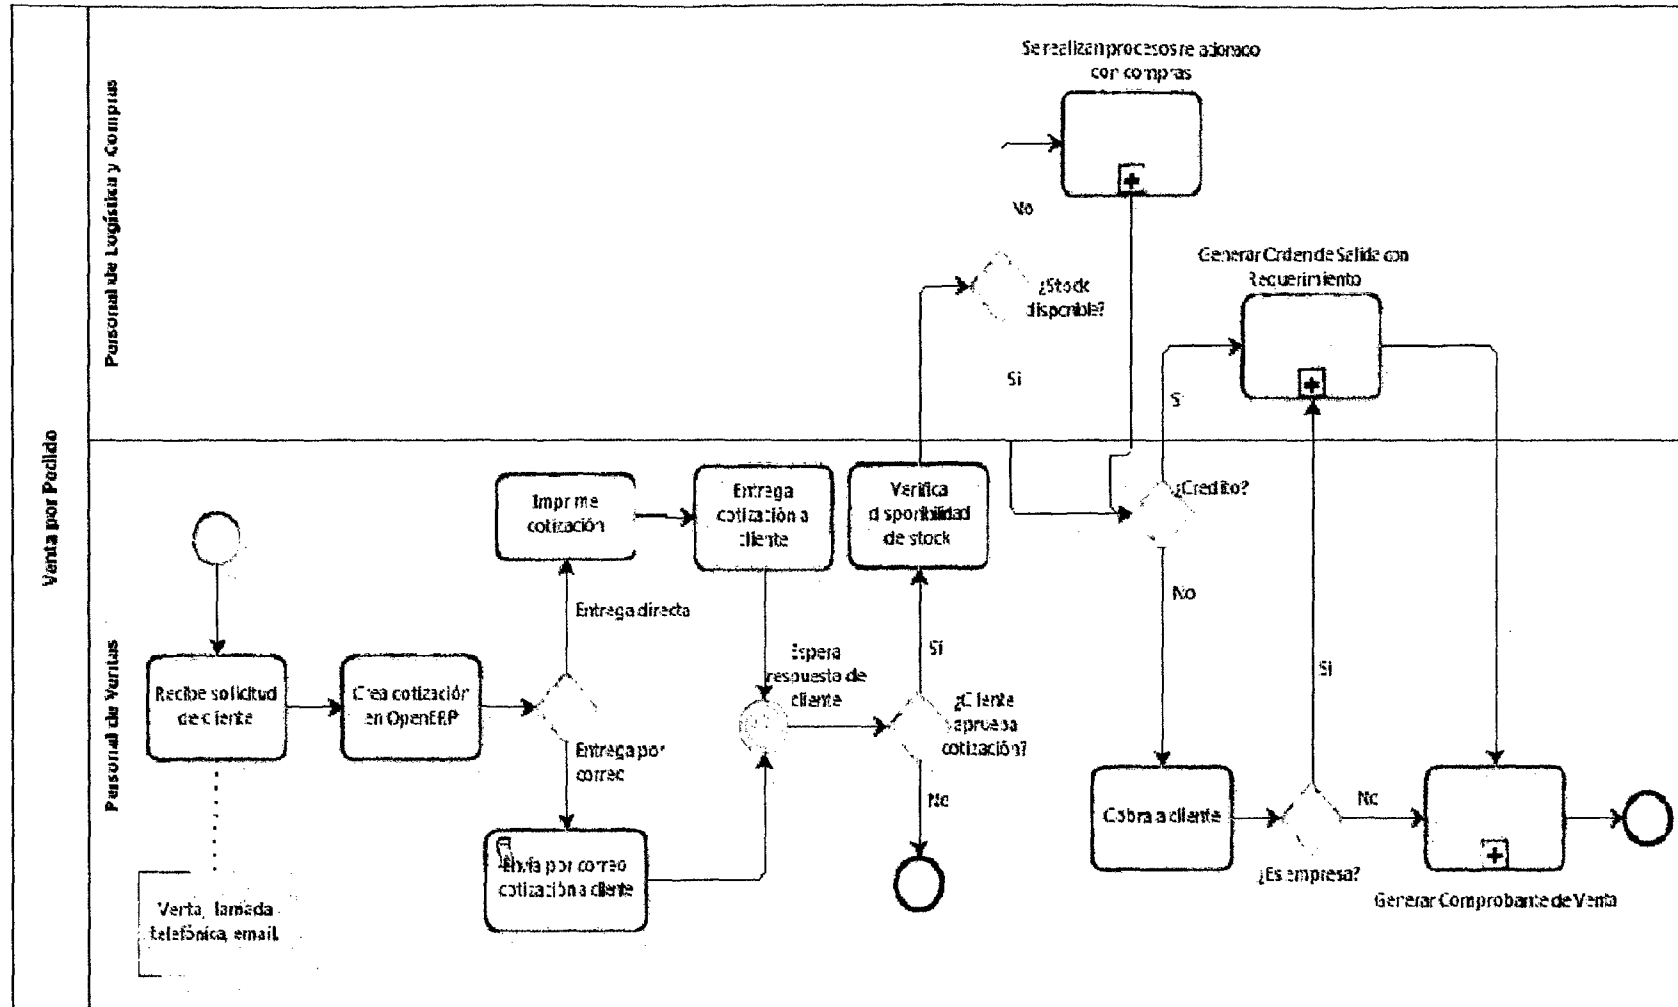 Venta por Pedido
Personal de Logística y Compras
Personal de Ventas
Se realizan procesos relacionado
con compras
No
¿Stock
disponible?
Si
Generar Orden de Salida con
Requerimiento
Si
¿Credito?
No
Imprime
cotización
Entrega
cotización a
cliente
Verifica
disponibilidad
de stock
Entrega directa
Espera
respuesta de
cliente
Si
¿Cliente
aprueba
cotización?
No
Recibe solicitud
de cliente
Crea cotización
en OpenERP
Entrega por
correo
Envía por correo
cotización a cliente
telefónica, email.
Si
Cobra a cliente
No
¿Es empresa?
Generar Comprobante de Venta